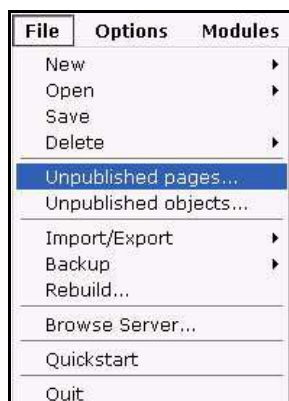 File Options Modules
New
Open
Save
Delete
Unpublished pages...
Unpublished objects...
Import/Export
Backup
Rebuild...
Browse Server...
Quickstart
Quit